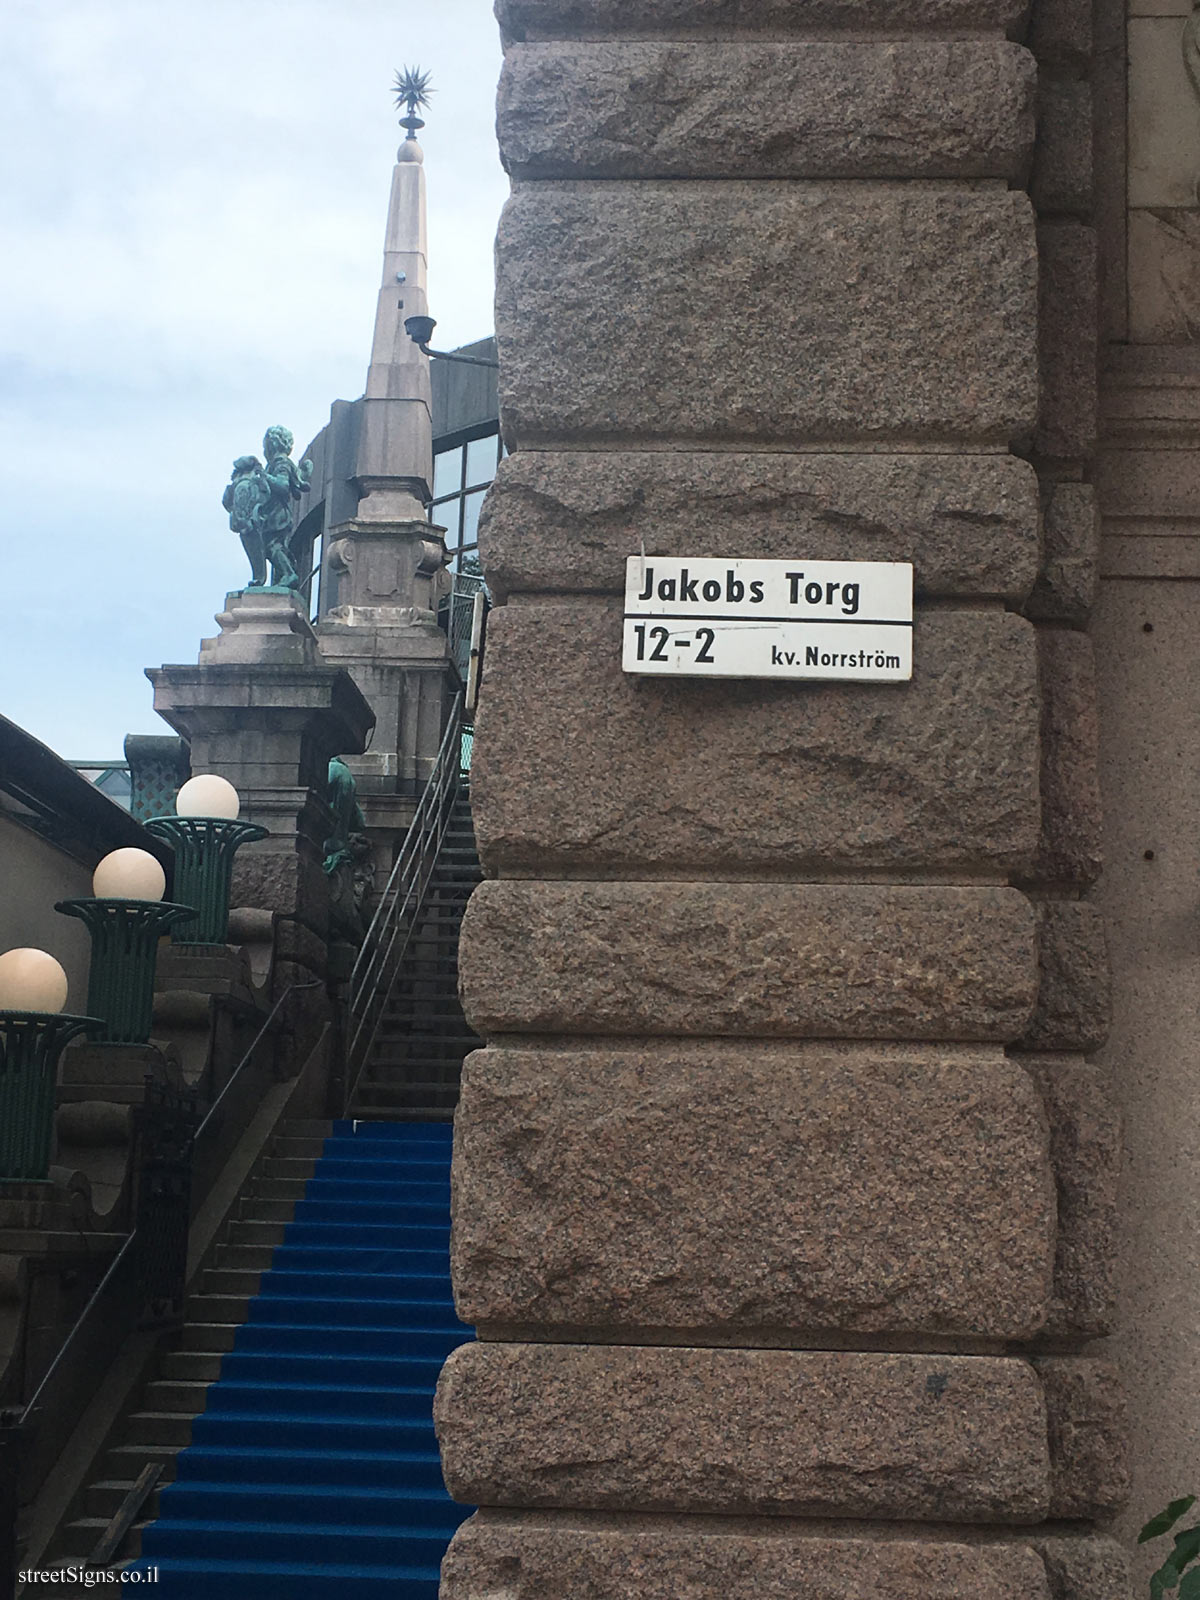 Jakobs Torg
12-2 kv. Norrström
streetSigns.co.il